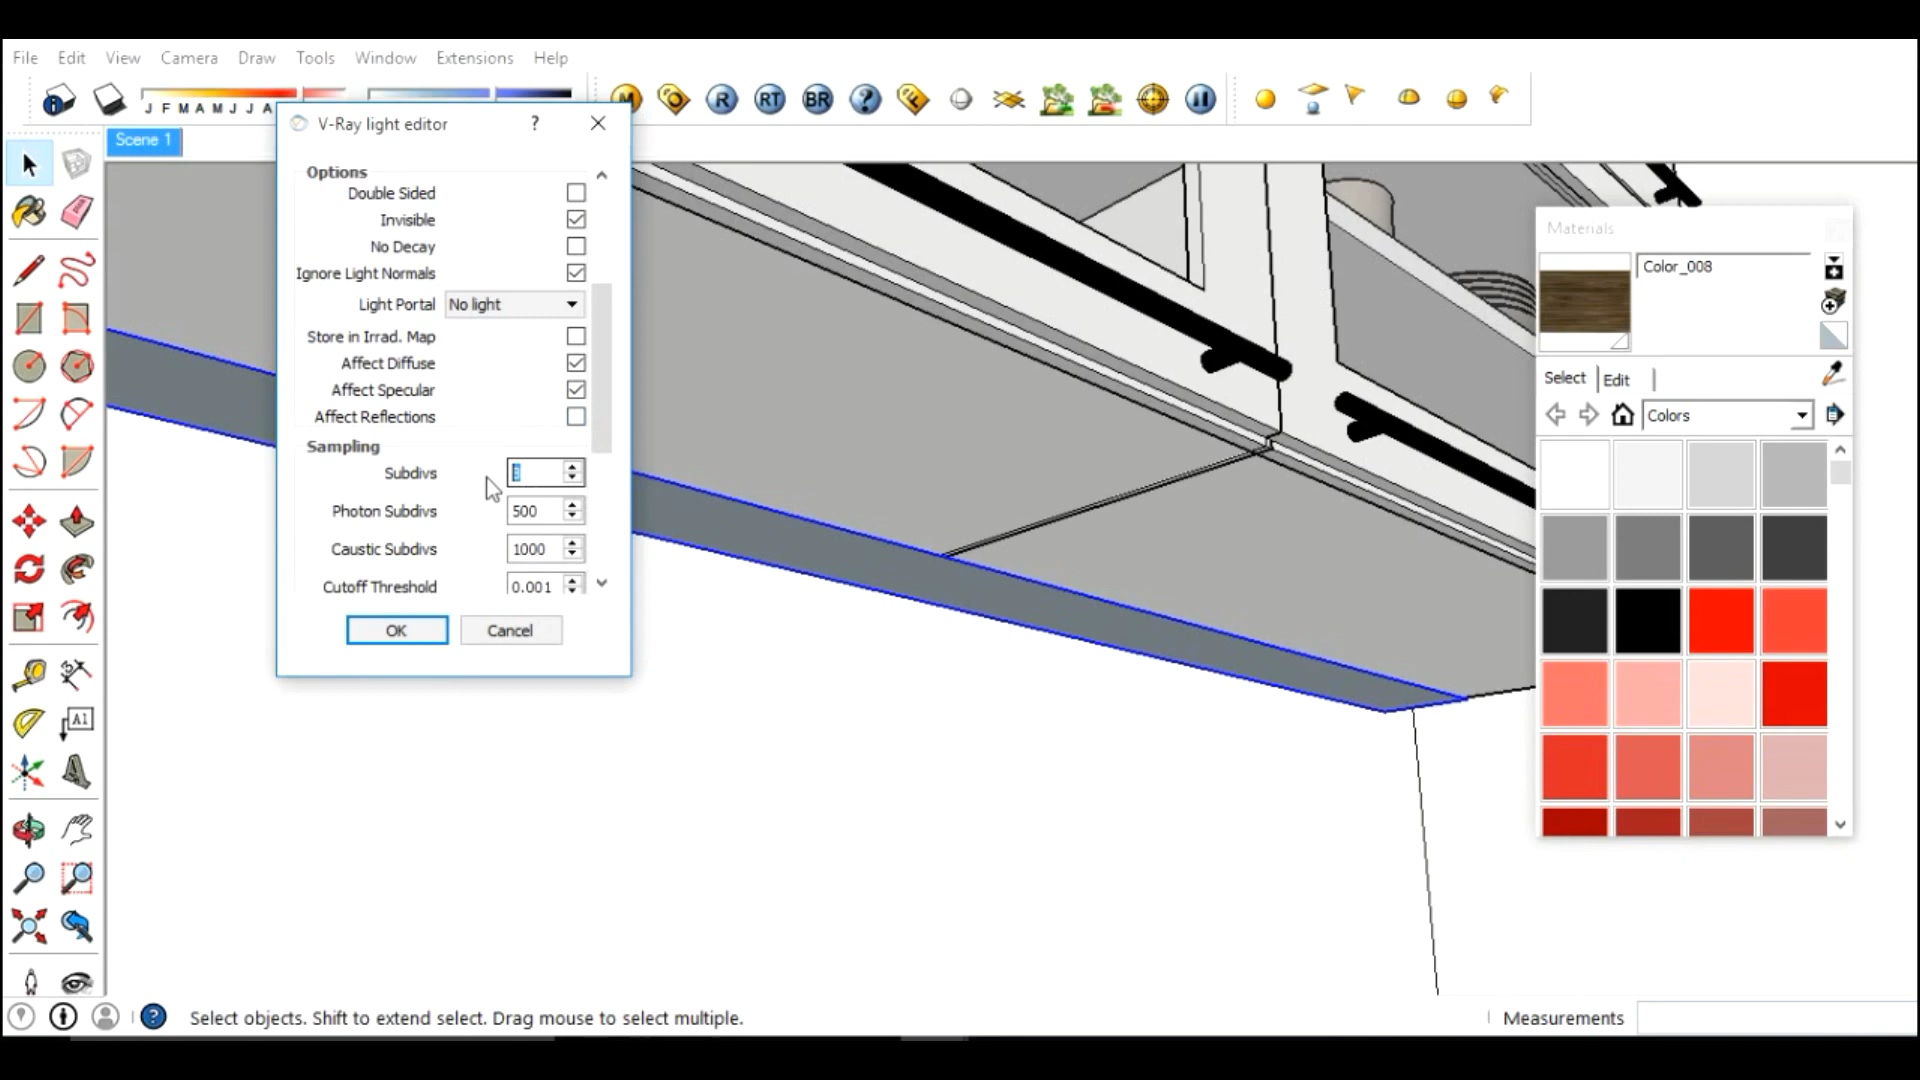 File Edit View Camera Draw Tools Window Extensions Help
J F M A M J J A
M R RT BR ?
Scene 1
V-Ray light editor ?
Options
Double Sided
Invisible
No Decay
Ignore Light Normals
Light Portal No light
Store in Irrad. Map
Affect Diffuse
Affect Specular
Affect Reflections
Sampling
Subdivs
Photon Subdivs 500
Caustic Subdivs 1000
Cutoff Threshold 0.001
OK Cancel
Materials
Color_008
Select Edit
Colors
A1
Select objects. Shift to extend select. Drag mouse to select multiple.
Measurements